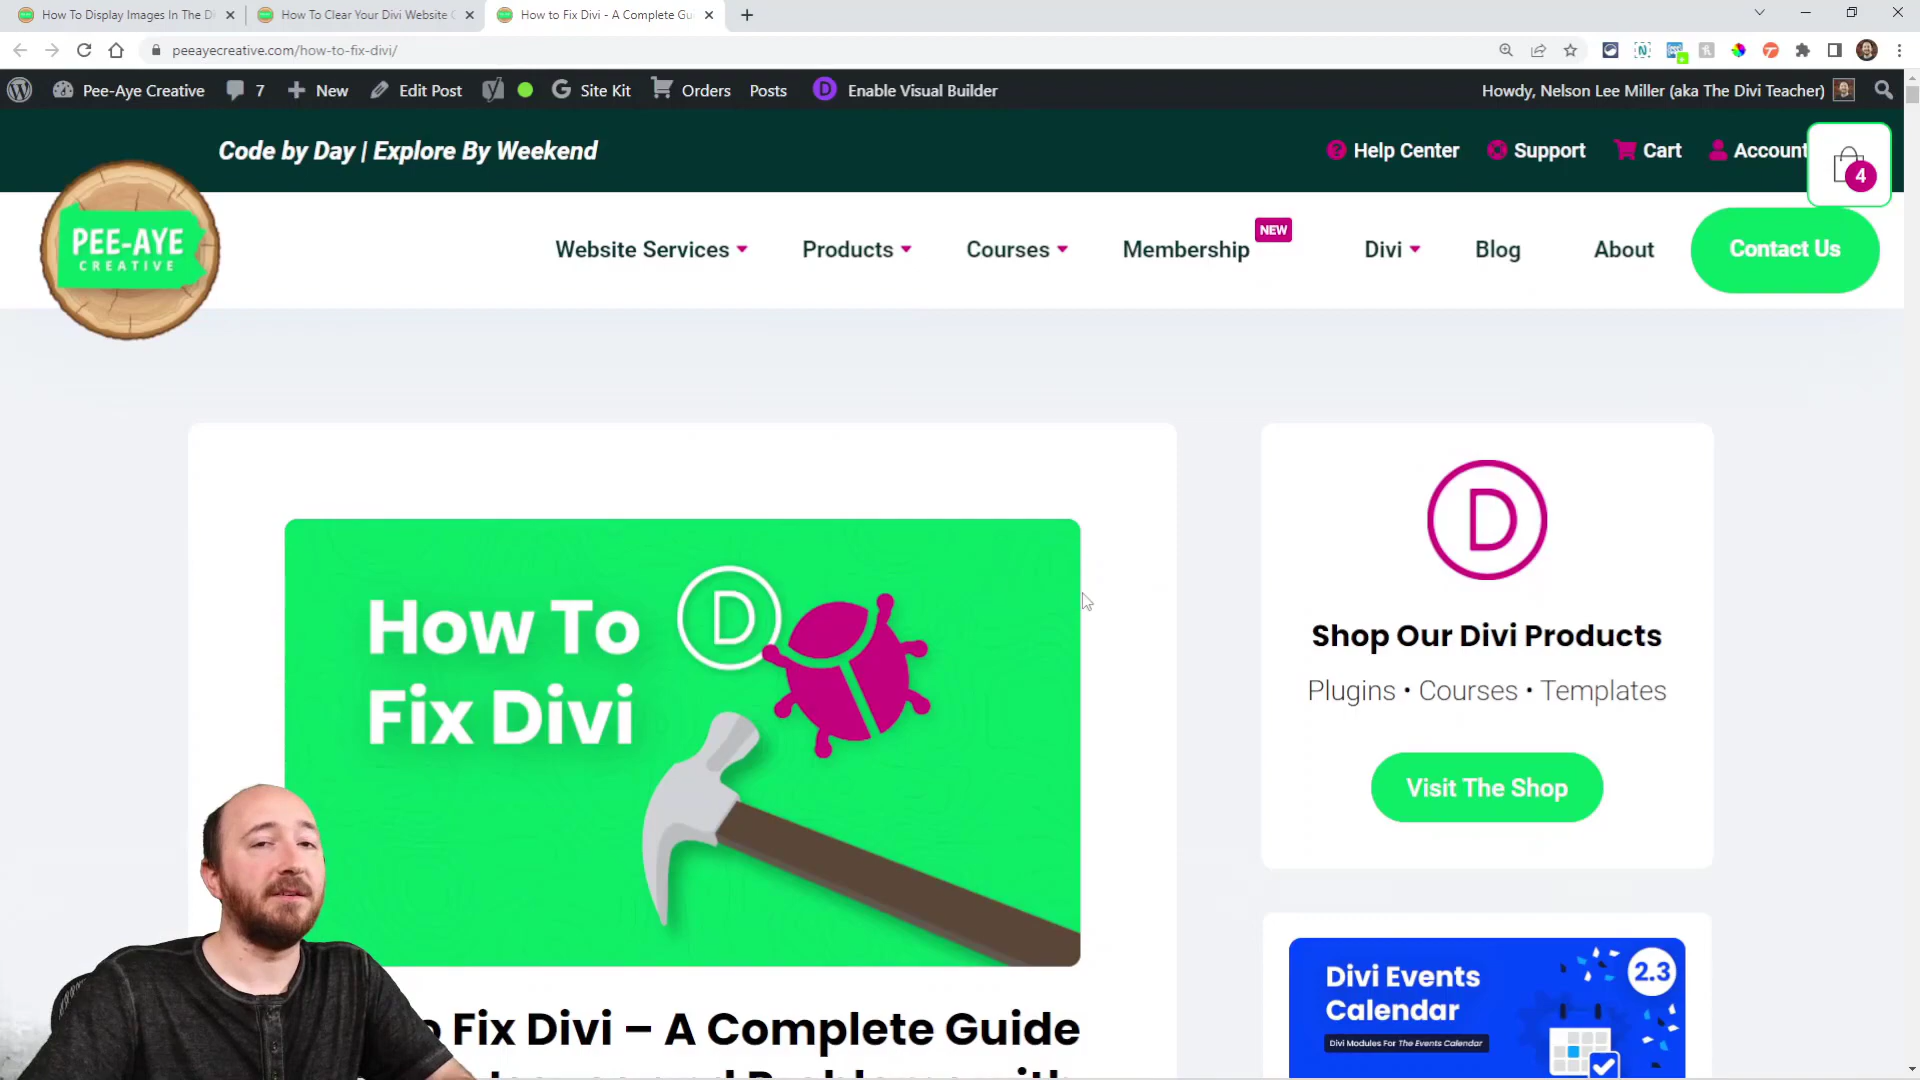 How To Display Images In The D
How To Clear Your Divi Website
How to Fix Divi - A Complete Gu
peeayecreative.com/how-to-fix-divi/
Pee-Aye Creative 7 New Edit Post Site Kit Orders Posts Enable Visual Builder Howdy, Nelson Lee Miller (aka The Divi Teacher)
Code by Day | Explore By Weekend
Help Center Support Cart Account
4
PEE-AYE
CREATIVE
Website Services Products Courses Membership NEW Divi Blog About Contact Us
How To
Fix Divi
D
D
Shop Our Divi Products
Plugins • Courses • Templates
Visit The Shop
Fix Divi – A Complete Guide
Divi Events
Calendar
2.3
Divi Modules For The Events Calendar